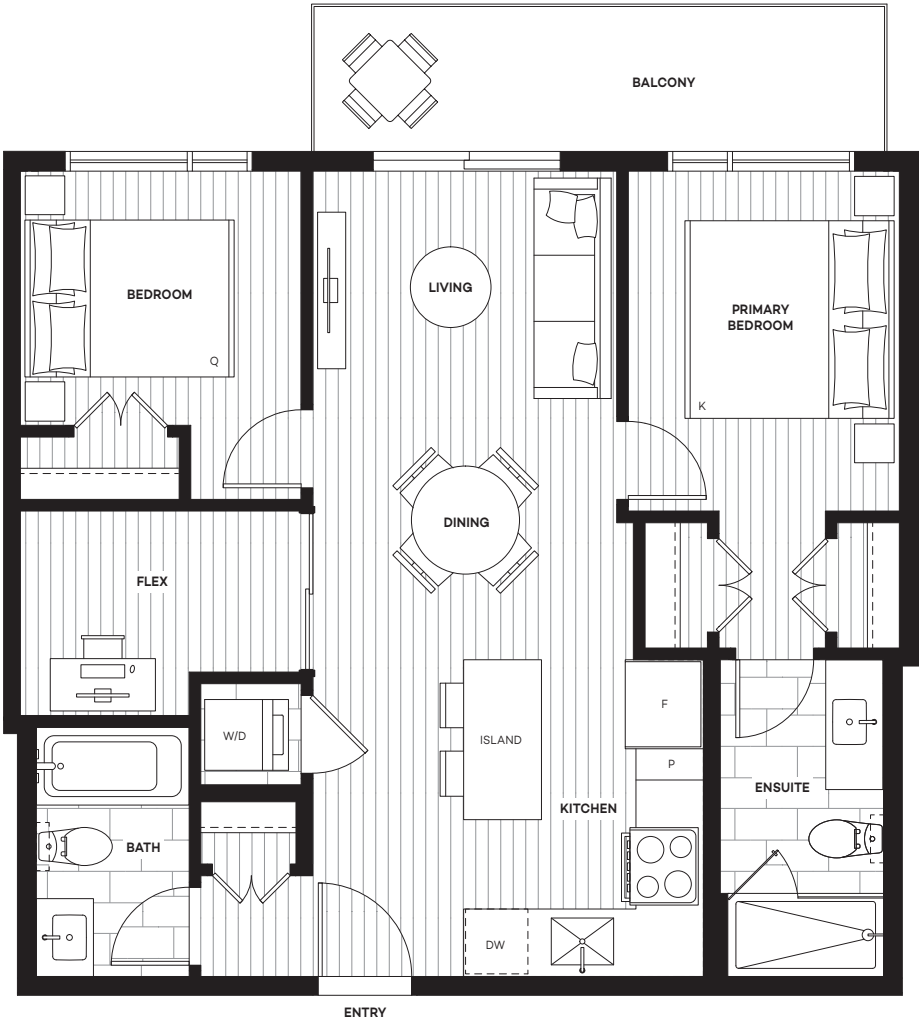 BALCONY
BEDROOM
Q
LIVING
PRIMARY
BEDROOM
K
DINING
FLEX
W/D
ISLAND
F
P
KITCHEN
ENSUITE
BATH
DW
ENTRY